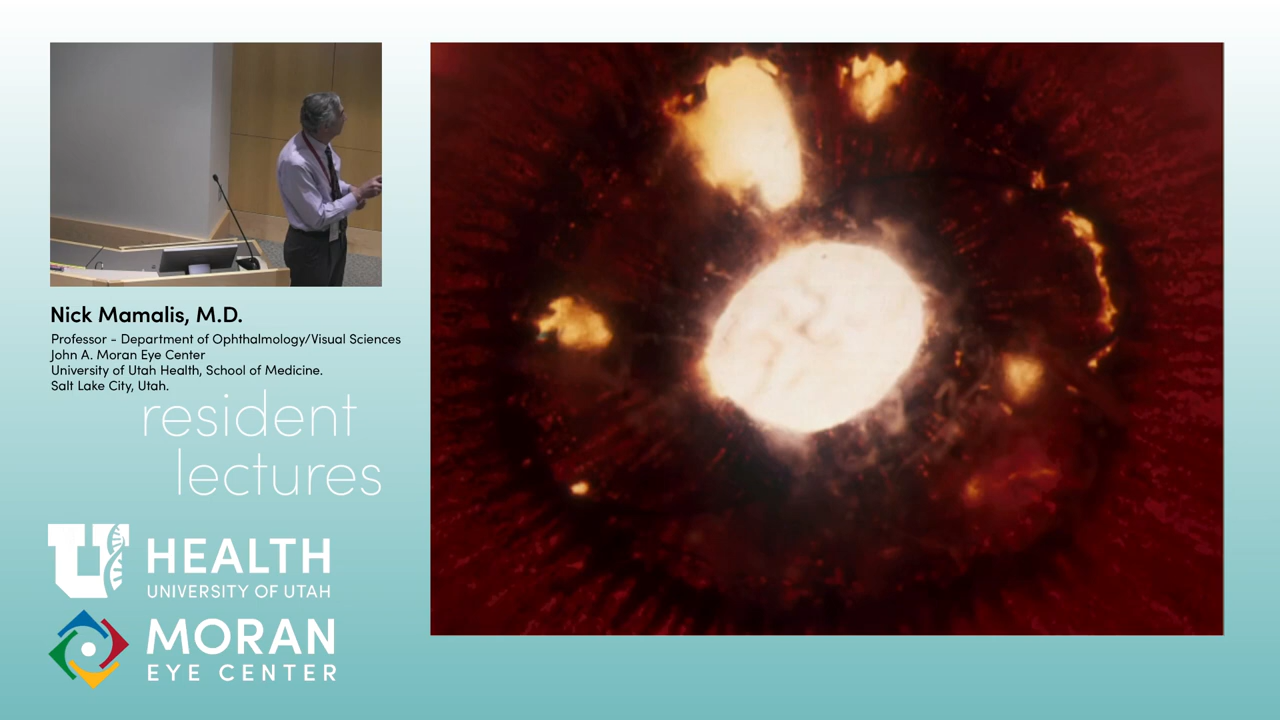 Nick Mamalis, M.D.
Professor - Department of Ophthalmology/Visual Sciences
John A. Moran Eye Center
University of Utah Health, School of Medicine.
Salt Lake City, Utah.
resident
lectures
U HEALTH
UNIVERSITY OF UTAH
MORAN
EYE CENTER